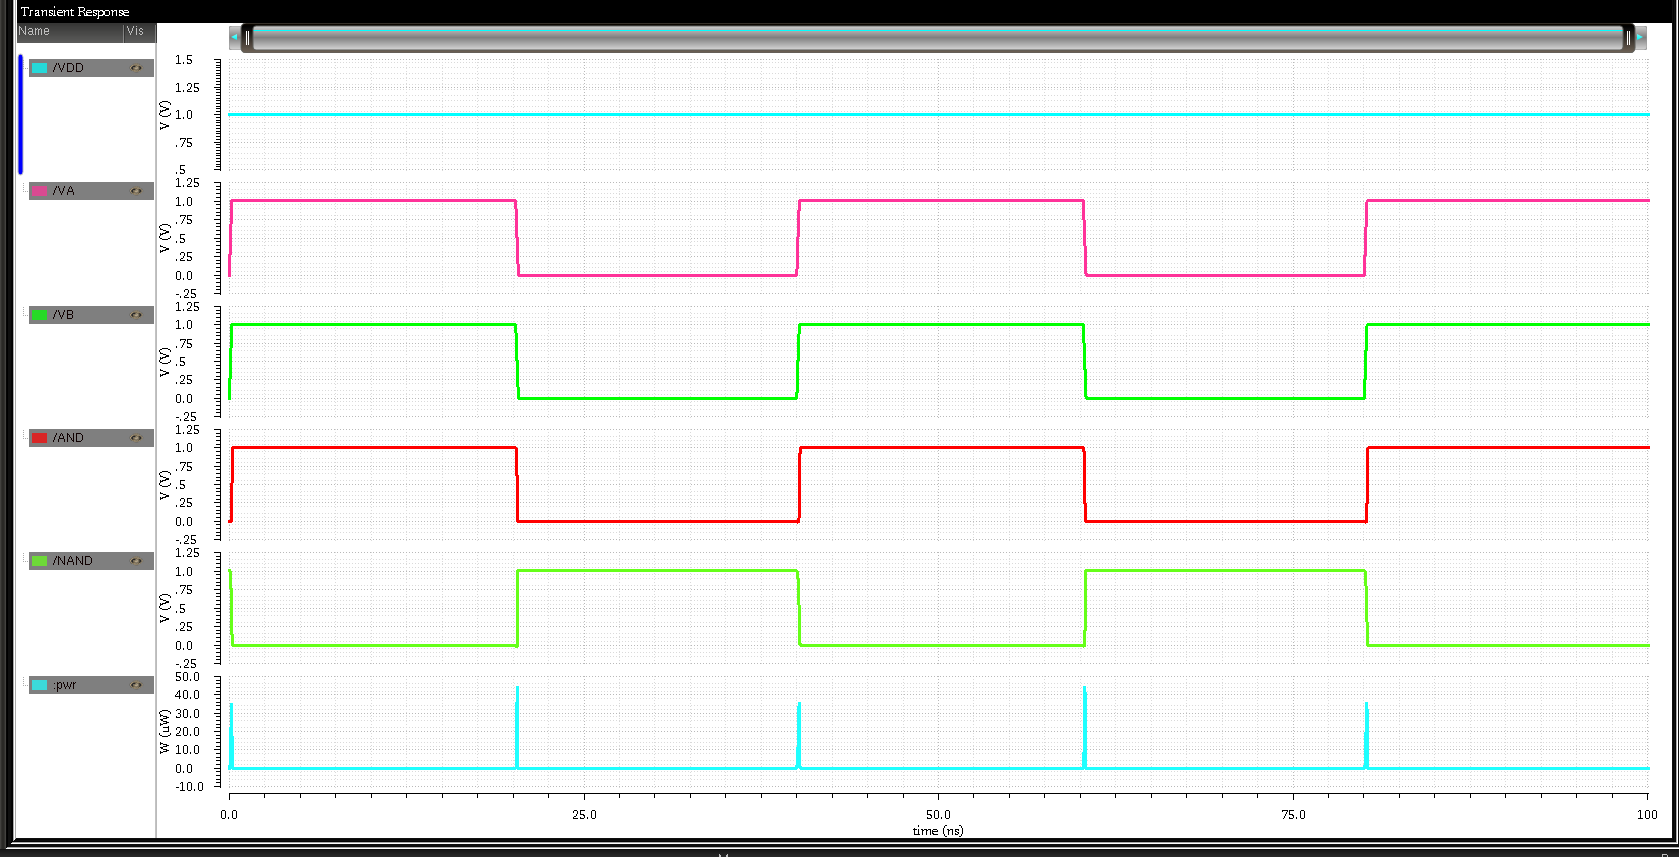 Transient Response
Name Vis
/VDD
1.5
1.25
1.0
.75
.5
V (V)
/VA
1.25
1.0
.75
.5
.25
0.0
-.25
V (V)
/VB
1.25
1.0
.75
.5
.25
0.0
-.25
V (V)
/AND
1.25
1.0
.75
.5
.25
0.0
-.25
V (V)
/NAND
1.25
1.0
.75
.5
.25
0.0
-.25
V (V)
:pwr
50.0
40.0
30.0
20.0
10.0
0.0
-10.0
W (uW)
0.0 25.0 50.0 75.0 100
time (ns)